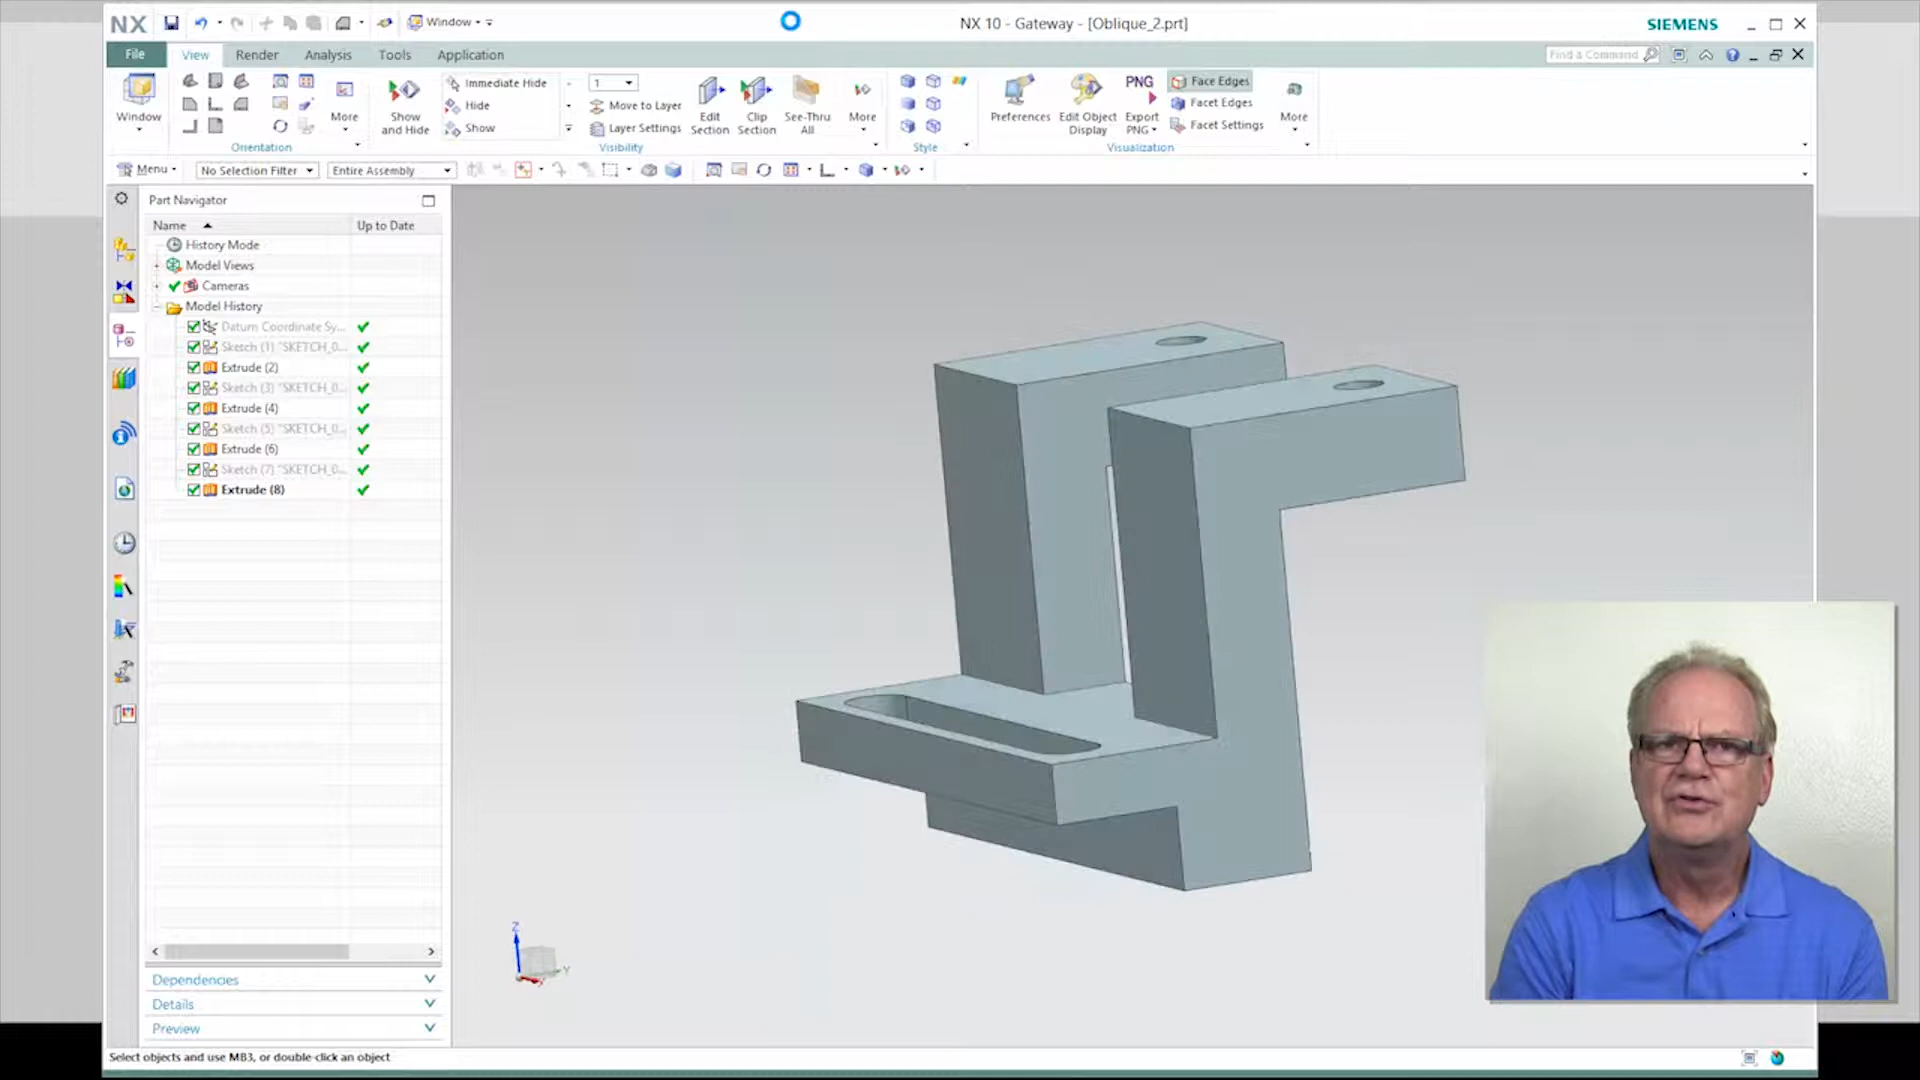 NX
Window
NX 10 - Gateway - [Oblique_2.prt]
SIEMENS
File
View
Render
Analysis
Tools
Application
Find a Command
Window
More
Orientation
Show and Hide
Immediate Hide
Hide
Show
1
Move to Layer
Layer Settings
Visibility
Edit Section
Clip Section
See-Thru All
More
Style
Preferences
Edit Object Display
PNG
Export PNG
Face Edges
Facet Edges
Facet Settings
Visualization
More
Menu
No Selection Filter
Entire Assembly
Part Navigator
Name
Up to Date
History Mode
Model Views
Cameras
Model History
Datum Coordinate Sy...
Sketch (1) "SKETCH_0...
Extrude (2)
Sketch (3) "SKETCH_0...
Extrude (4)
Sketch (5) "SKETCH_0...
Extrude (6)
Sketch (7) "SKETCH_0...
Extrude (8)
Z
Y
Dependencies
Details
Preview
Select objects and use MB3, or double-click an object